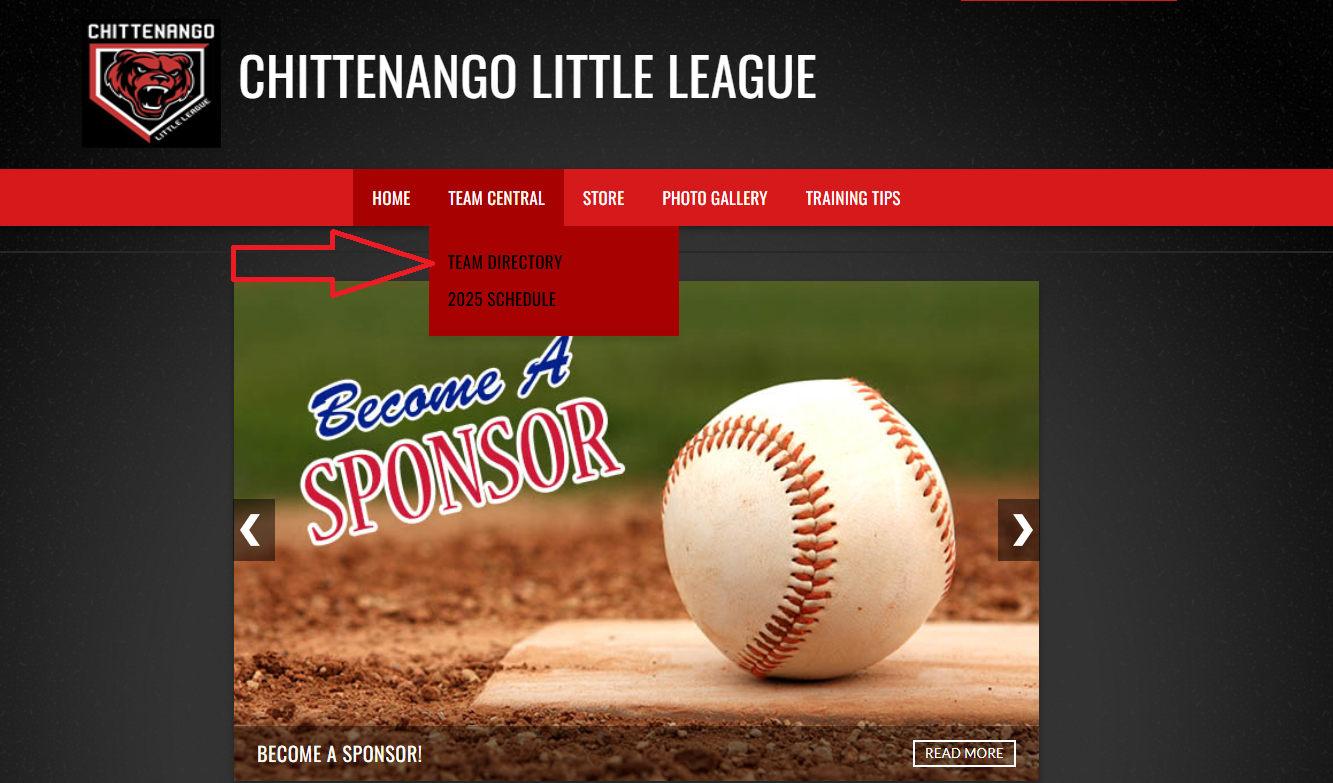 CHITTENANGO
LITTLE LEAGUE
CHITTENANGO LITTLE LEAGUE
HOME TEAM CENTRAL STORE PHOTO GALLERY TRAINING TIPS
TEAM DIRECTORY
2025 SCHEDULE
Become A
SPONSOR
BECOME A SPONSOR!
READ MORE